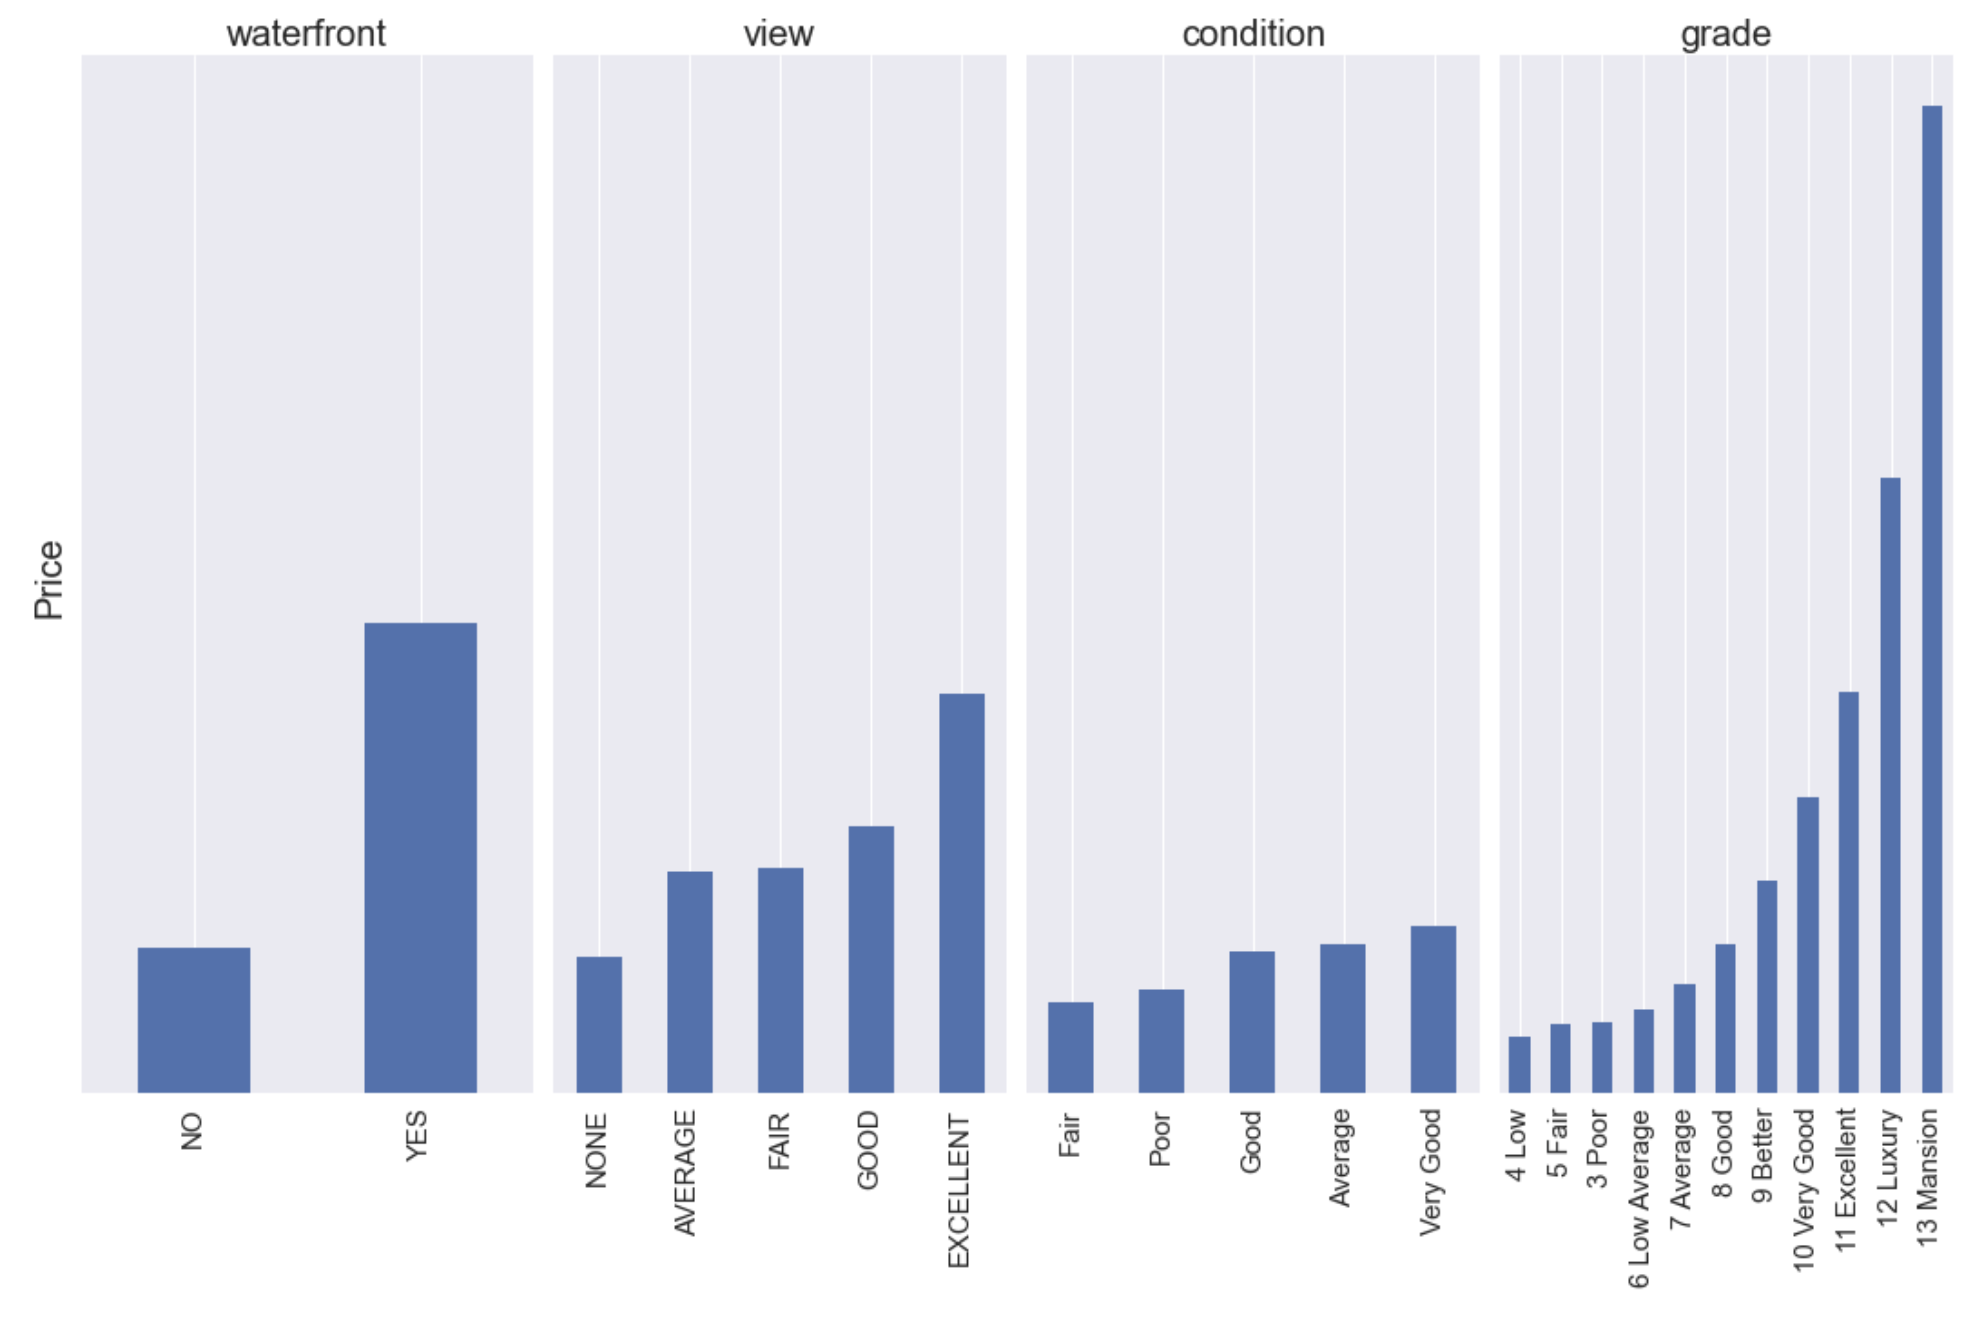 waterfront
view
condition
grade
Price
NO
YES
NONE
AVERAGE
FAIR
GOOD
EXCELLENT
Fair
Poor
Good
Average
Very Good
4 Low
5 Fair
3 Poor
6 Low Average
7 Average
8 Good
9 Better
10 Very Good
11 Excellent
12 Luxury
13 Mansion